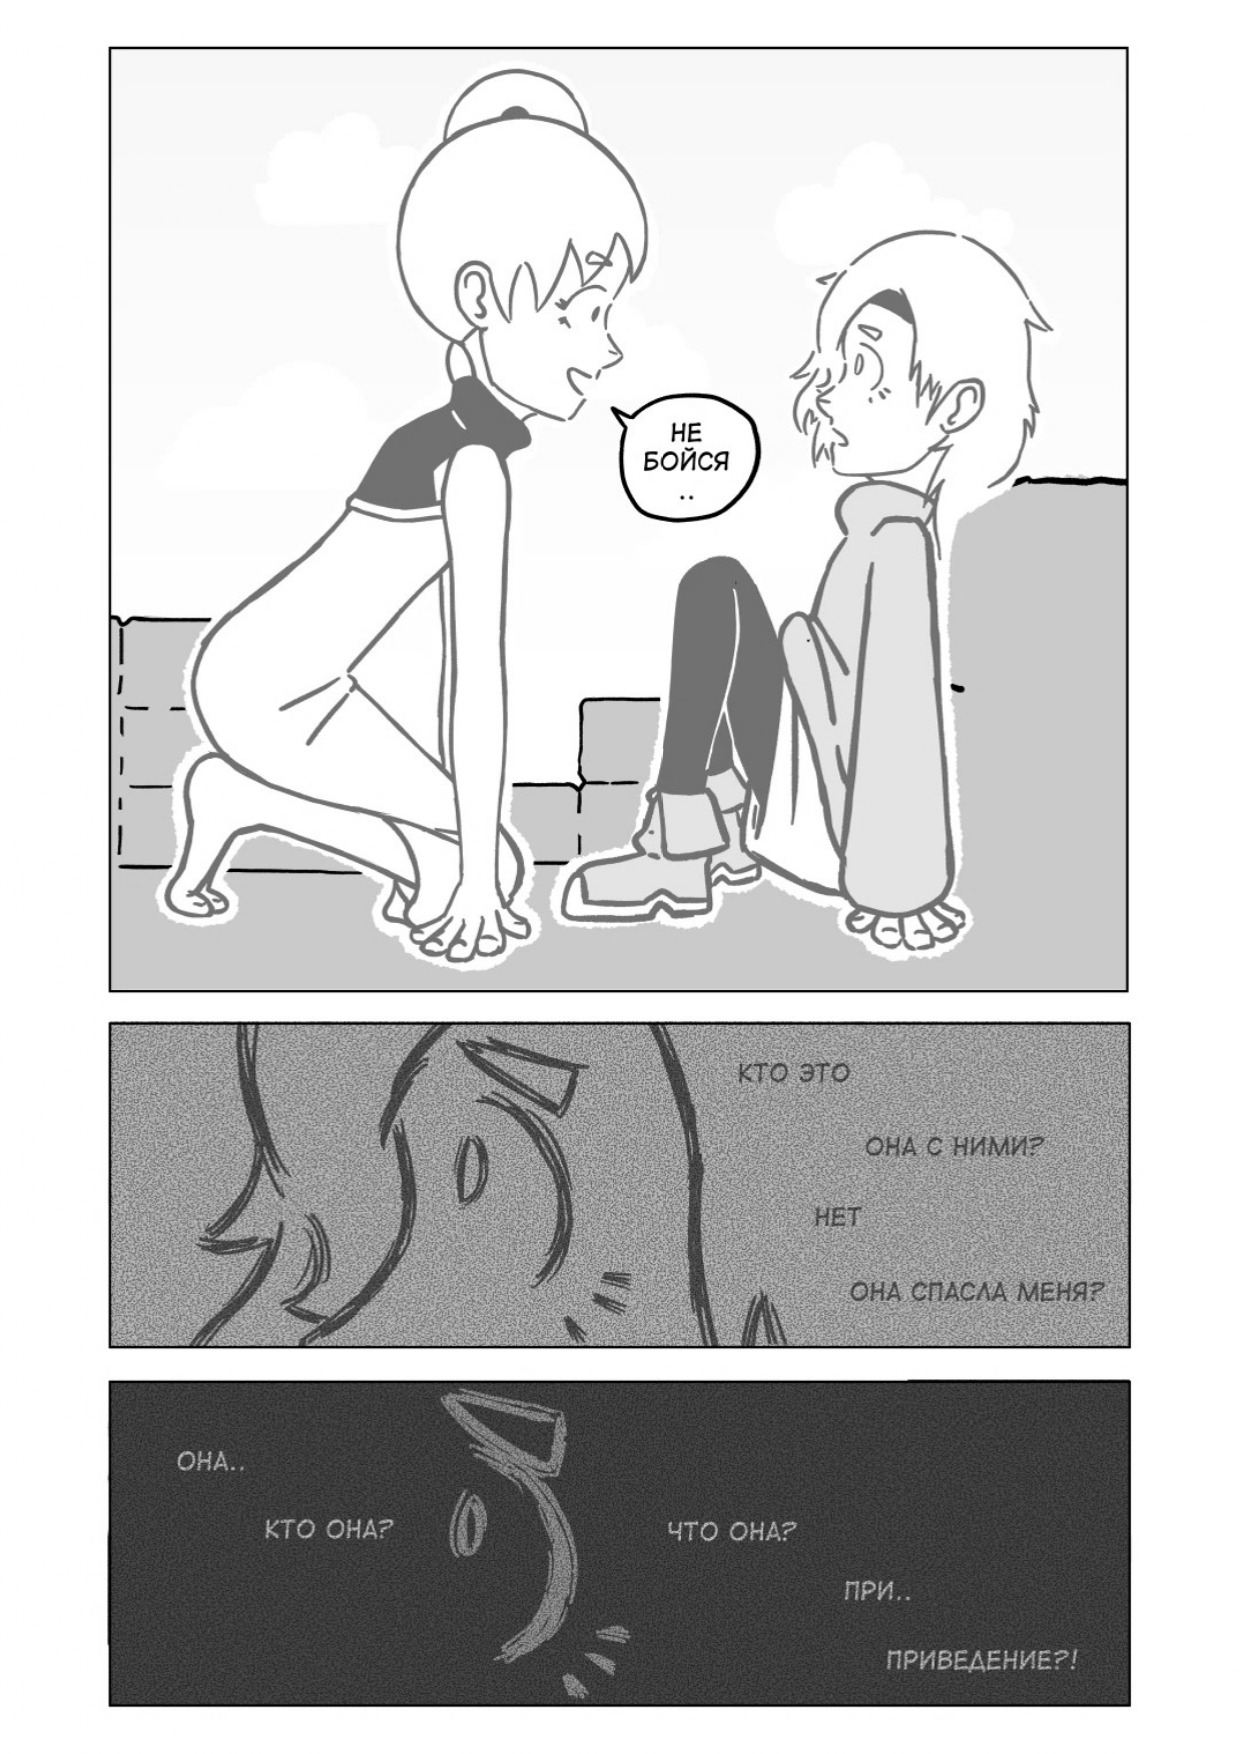 НЕ
БОЙСЯ
..
КТО ЭТО
ОНА С НИМИ?
НЕТ
ОНА СПАСЛА МЕНЯ?
ОНА..
КТО ОНА?
ЧТО ОНА?
ПРИ..
ПРИВЕДЕНИЕ?!